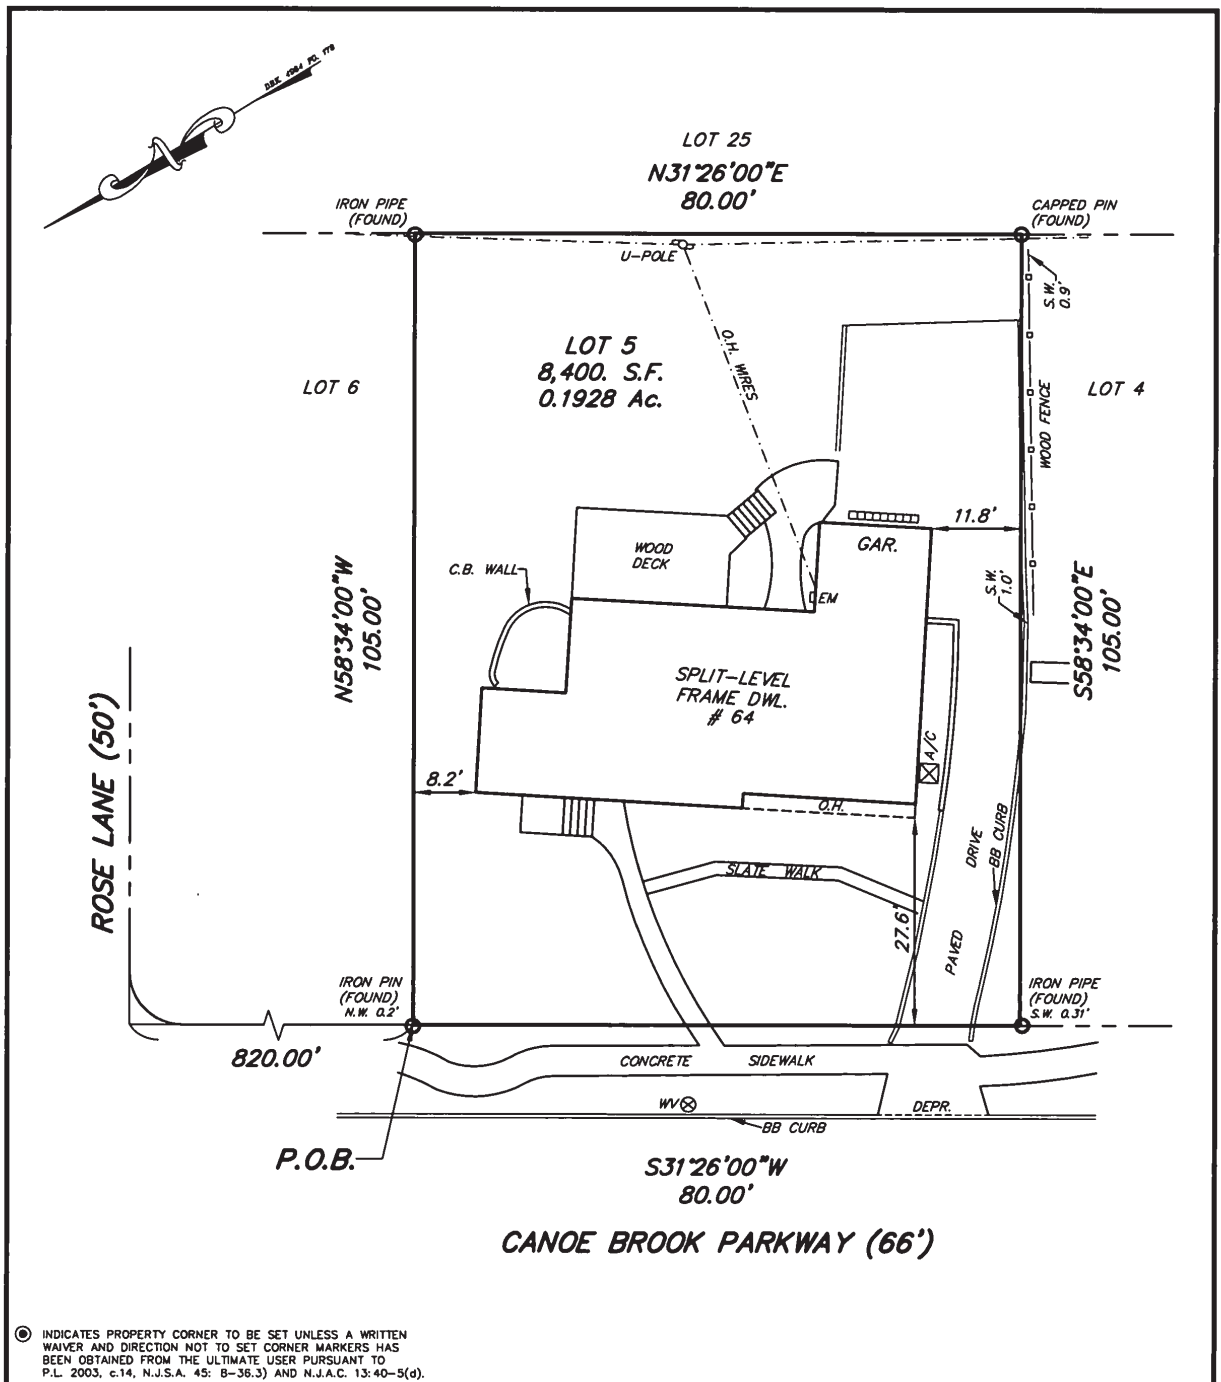 D.B.K. 4984 PG. 178
LOT 25
N31°26'00"E
80.00'
IRON PIPE
(FOUND)
CAPPED PIN
(FOUND)
U-POLE
S.W.
0.9'
O.H. WIRES
LOT 5
8,400. S.F.
0.1928 Ac.
LOT 6
LOT 4
WOOD FENCE
11.8'
GAR.
WOOD
DECK
C.B. WALL
EM
S.W.
1.0'
N58°34'00"W
105.00'
S58°34'00"E
105.00'
SPLIT-LEVEL
FRAME DWL.
# 64
A/C
ROSE LANE (50')
8.2'
O.H.
DRIVE
BB CURB
SLATE WALK
27.6'
PAVED
IRON PIN
(FOUND)
N.W. 0.2'
IRON PIPE
(FOUND)
S.W. 0.31'
820.00'
CONCRETE SIDEWALK
WV
DEPR.
BB CURB
P.O.B.
S31°26'00"W
80.00'
CANOE BROOK PARKWAY (66')
INDICATES PROPERTY CORNER TO BE SET UNLESS A WRITTEN
WAIVER AND DIRECTION NOT TO SET CORNER MARKERS HAS
BEEN OBTAINED FROM THE ULTIMATE USER PURSUANT TO
P.L. 2003, c.14, N.J.S.A. 45: 8-36.3) AND N.J.A.C. 13:40-5(d).